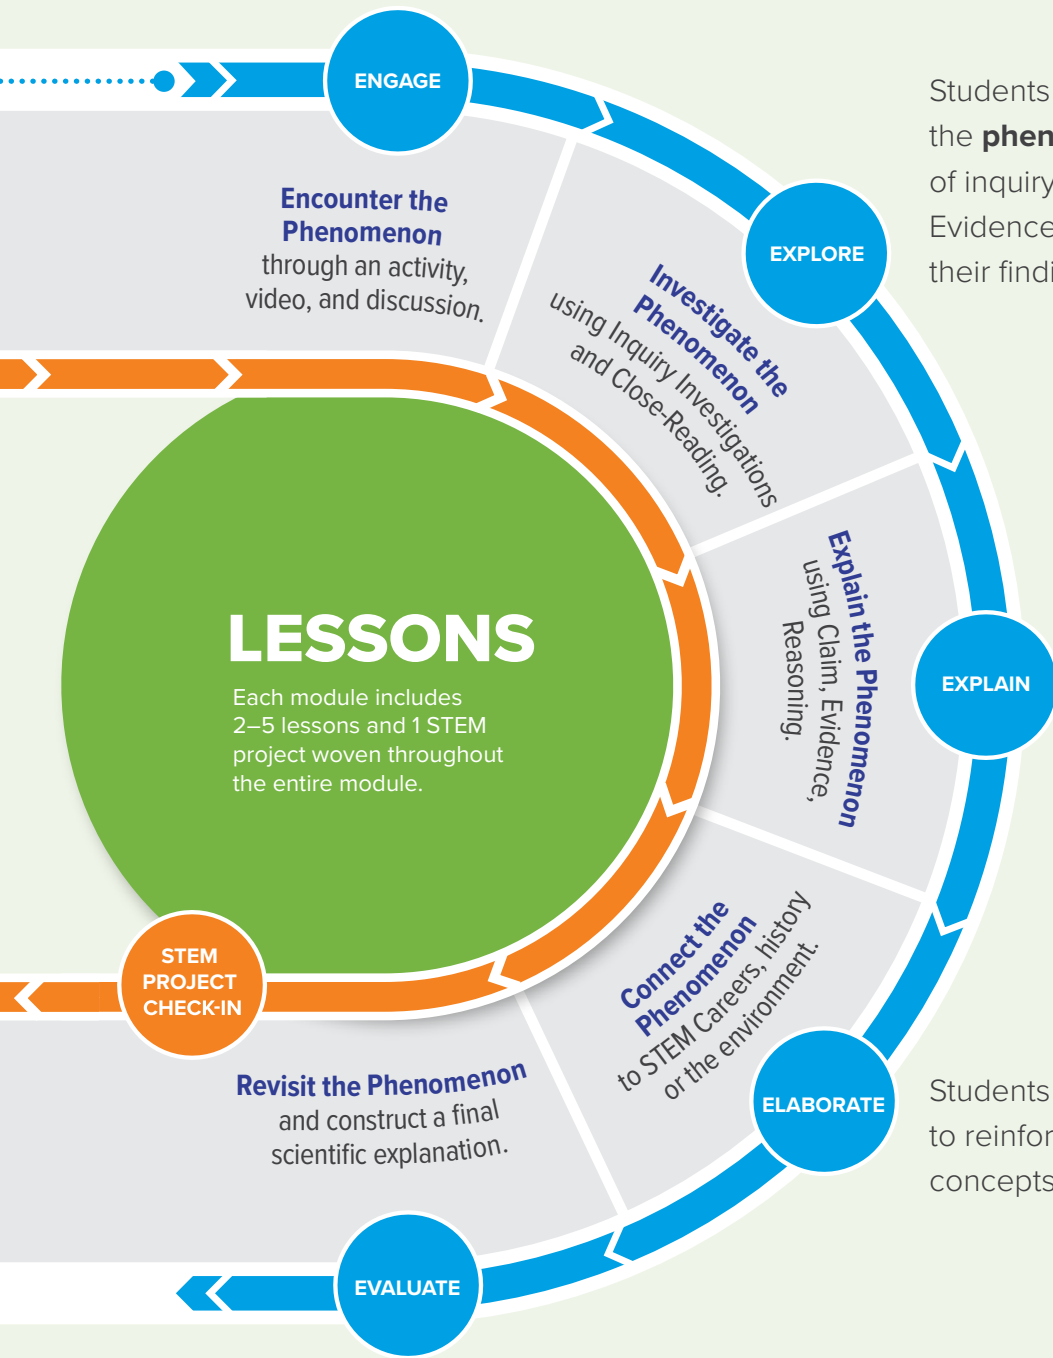 ENGAGE
Encounter the
Phenomenon
through an activity,
video, and discussion.
EXPLORE
Investigate the
Phenomenon
using Inquiry Investigations
and Close-Reading.
EXPLAIN
Explain the Phenomenon
using Claim, Evidence,
Reasoning.
LESSONS
Each module includes
2–5 lessons and 1 STEM
project woven throughout
the entire module.
STEM
PROJECT
CHECK-IN
Connect the
Phenomenon
to STEM Careers, history
or the environment.
ELABORATE
Revisit the Phenomenon
and construct a final
scientific explanation.
EVALUATE
Students
the phen
of inquiry
Evidence
their findi
Students
to reinfor
concepts